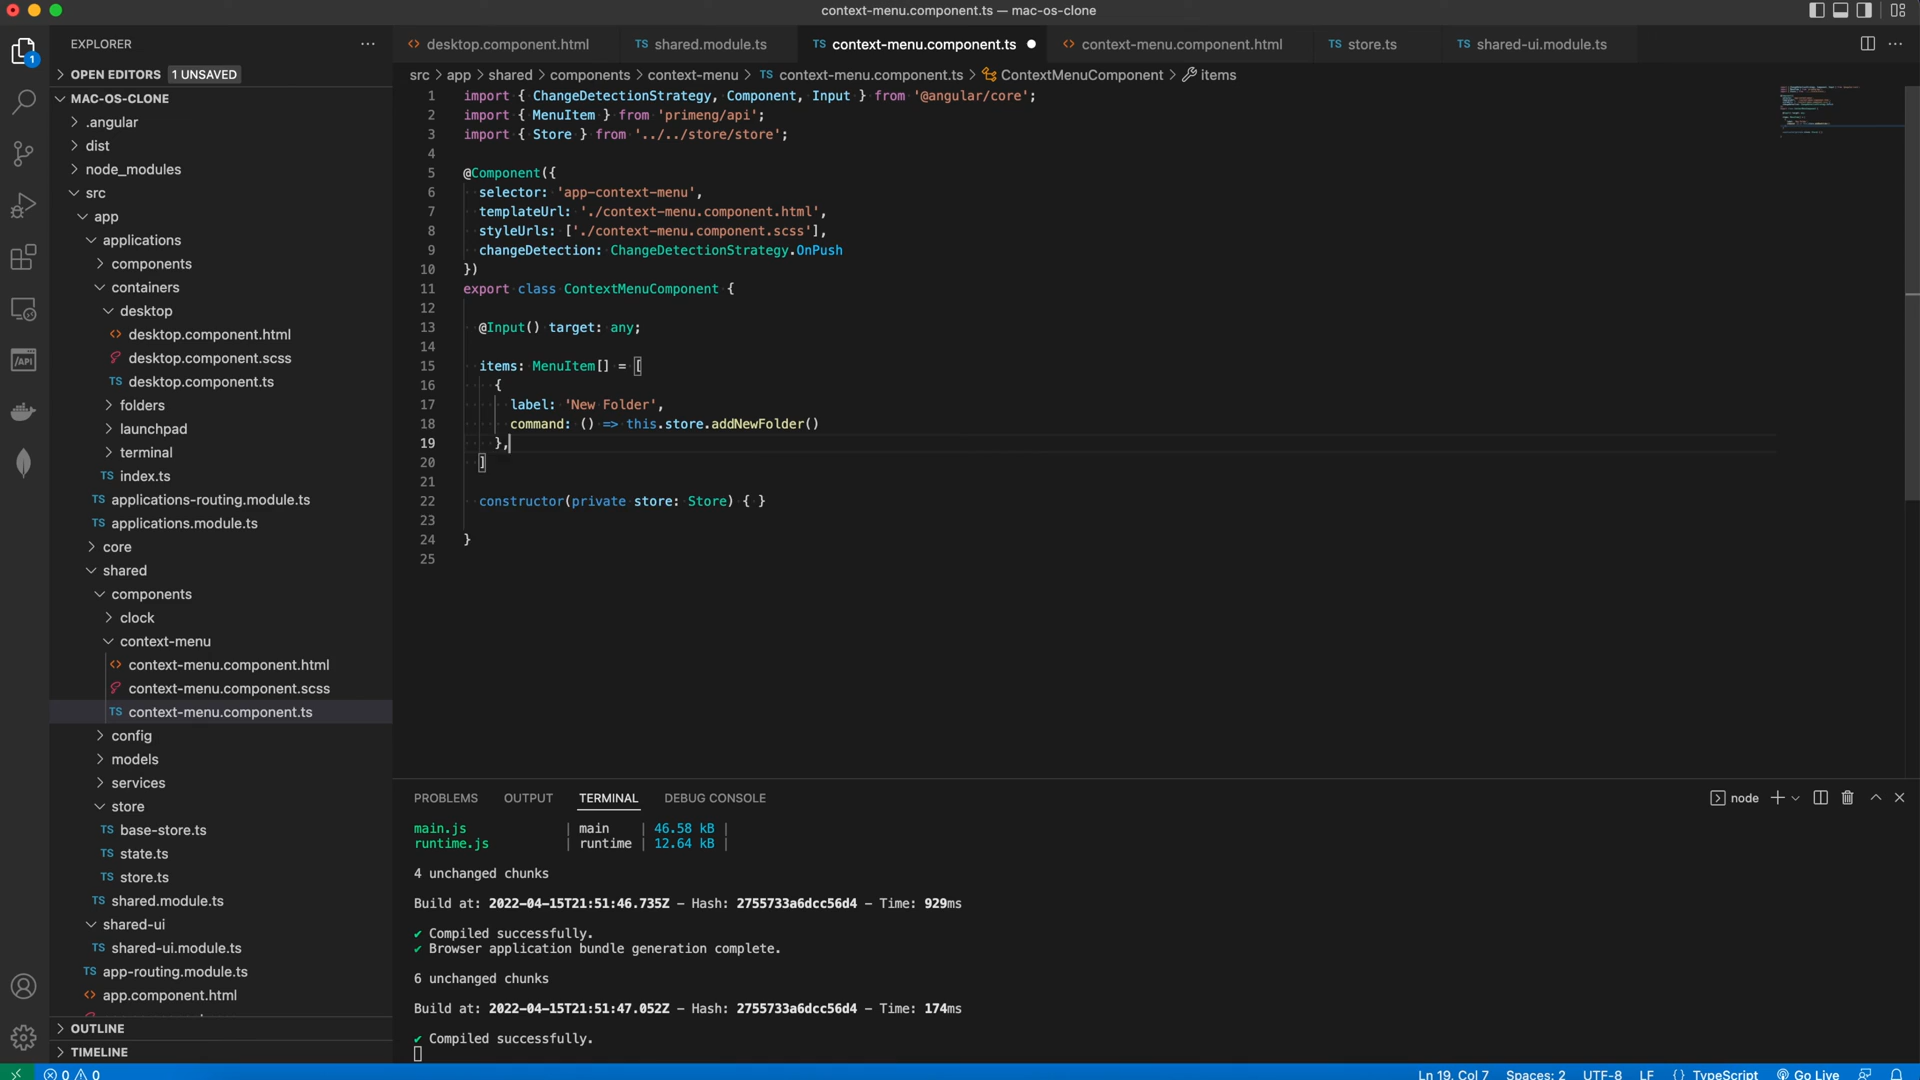 context-menu.component.ts — mac-os-clone
EXPLORER
desktop.component.html
shared.module.ts
context-menu.component.ts
context-menu.component.html
store.ts
shared-ui.module.ts
1
OPEN EDITORS 1 UNSAVED
src > app > shared > components > context-menu > context-menu.component.ts > ContextMenuComponent > items
MAC-OS-CLONE
.angular
dist
node_modules
src
app
applications
components
containers
desktop
desktop.component.html
desktop.component.scss
desktop.component.ts
folders
launchpad
terminal
index.ts
applications-routing.module.ts
applications.module.ts
core
shared
components
clock
context-menu
context-menu.component.html
context-menu.component.scss
context-menu.component.ts
config
models
services
store
base-store.ts
state.ts
store.ts
shared.module.ts
shared-ui
shared-ui.module.ts
app-routing.module.ts
app.component.html
OUTLINE
TIMELINE
1 import { ChangeDetectionStrategy, Component, Input } from '@angular/core';
2 import { MenuItem } from 'primeng/api';
3 import { Store } from '../../store/store';
4
5 @Component({
6 selector: 'app-context-menu',
7 templateUrl: './context-menu.component.html',
8 styleUrls: ['./context-menu.component.scss'],
9 changeDetection: ChangeDetectionStrategy.OnPush
10 })
11 export class ContextMenuComponent {
12
13 @Input() target: any;
14
15 items: MenuItem[] = [
16 {
17 label: 'New Folder',
18 command: () => this.store.addNewFolder()
19 },
20 ]
21
22 constructor(private store: Store) { }
23
24 }
25
PROBLEMS OUTPUT TERMINAL DEBUG CONSOLE
node
main.js | main | 46.58 kB |
runtime.js | runtime | 12.64 kB |
4 unchanged chunks
Build at: 2022-04-15T21:51:46.735Z - Hash: 2755733a6dcc56d4 - Time: 929ms
✔ Compiled successfully.
✔ Browser application bundle generation complete.
6 unchanged chunks
Build at: 2022-04-15T21:51:47.052Z - Hash: 2755733a6dcc56d4 - Time: 174ms
✔ Compiled successfully.
0 0
Ln 19, Col 7 Spaces: 2 UTF-8 LF {} TypeScript Go Live